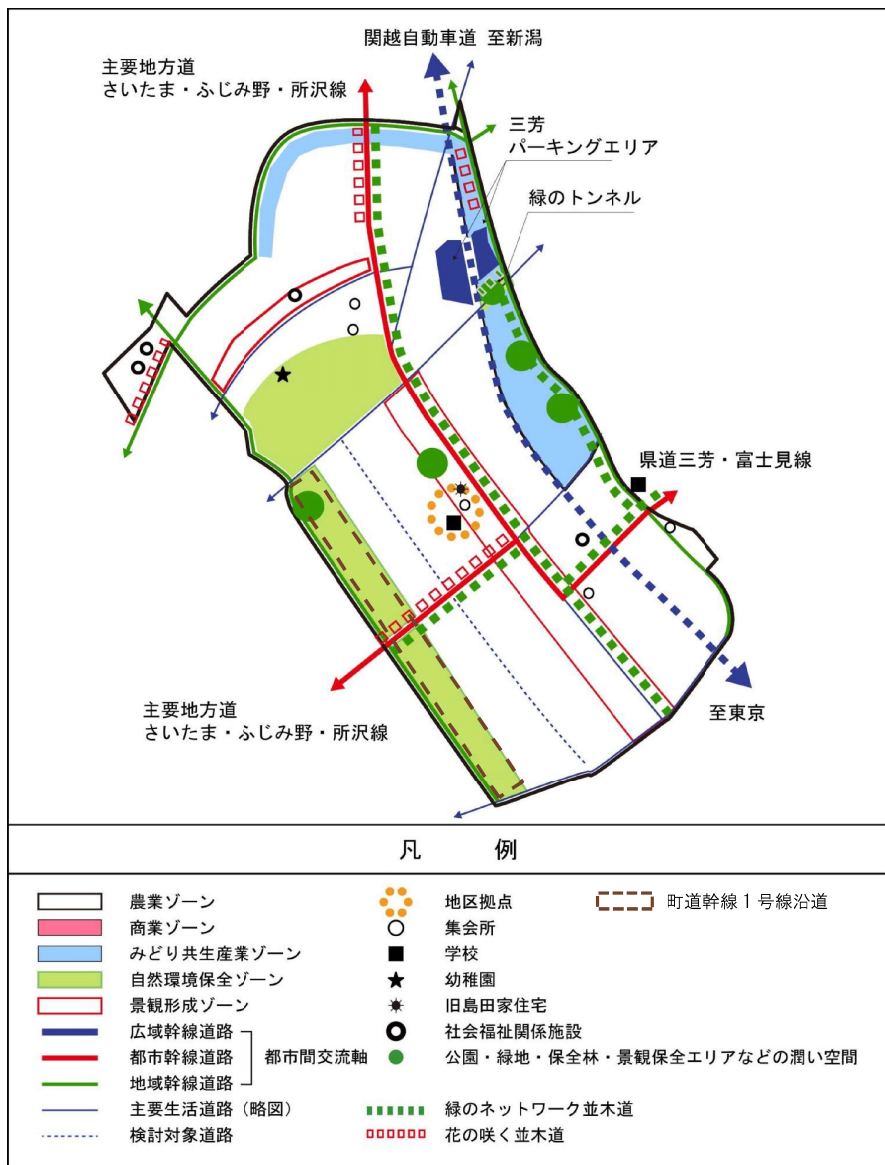 関越自動車道 至新潟
主要地方道
さいたま・ふじみ野・所沢線
三芳
パーキングエリア
緑のトンネル
県道三芳・富士見線
至東京
主要地方道
さいたま・ふじみ野・所沢線
凡 例
農業ゾーン
商業ゾーン
みどり共生産業ゾーン
自然環境保全ゾーン
景観形成ゾーン
広域幹線道路
都市幹線道路
地域幹線道路
都市間交流軸
主要生活道路（略図）
検討対象道路
地区拠点
集会所
学校
幼稚園
旧島田家住宅
社会福祉関係施設
公園・緑地・保全林・景観保全エリアなどの潤い空間
緑のネットワーク並木道
花の咲く並木道
町道幹線１号線沿道